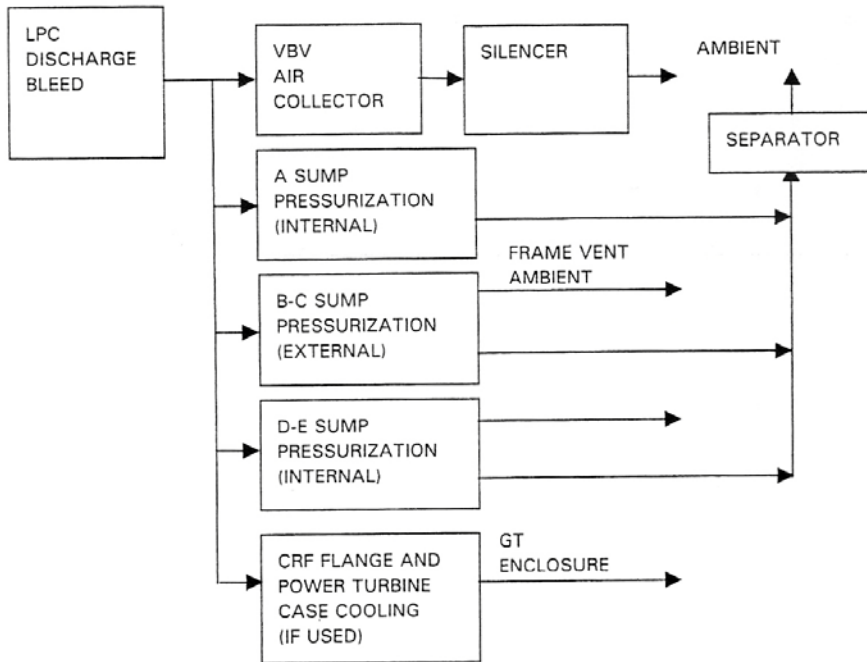 LPC
DISCHARGE
BLEED
VBV
AIR
COLLECTOR
SILENCER
AMBIENT
SEPARATOR
A SUMP
PRESSURIZATION
(INTERNAL)
FRAME VENT
AMBIENT
B-C SUMP
PRESSURIZATION
(EXTERNAL)
D-E SUMP
PRESSURIZATION
(INTERNAL)
CRF FLANGE AND
POWER TURBINE
CASE COOLING
(IF USED)
GT
ENCLOSURE